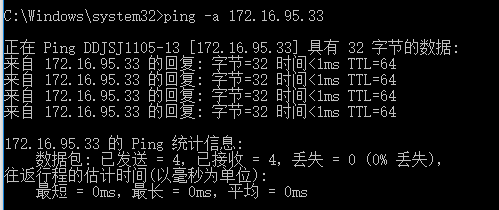 C:\Windows\system32>ping -a 172.16.95.33
正在 Ping DDJSJ1105-13 [172.16.95.33] 具有 32 字节的数据:
来自 172.16.95.33 的回复: 字节=32 时间<1ms TTL=64
来自 172.16.95.33 的回复: 字节=32 时间<1ms TTL=64
来自 172.16.95.33 的回复: 字节=32 时间<1ms TTL=64
来自 172.16.95.33 的回复: 字节=32 时间<1ms TTL=64
172.16.95.33 的 Ping 统计信息:
数据包: 已发送 = 4, 已接收 = 4, 丢失 = 0 (0% 丢失),
往返行程的估计时间(以毫秒为单位):
最短 = 0ms, 最长 = 0ms, 平均 = 0ms